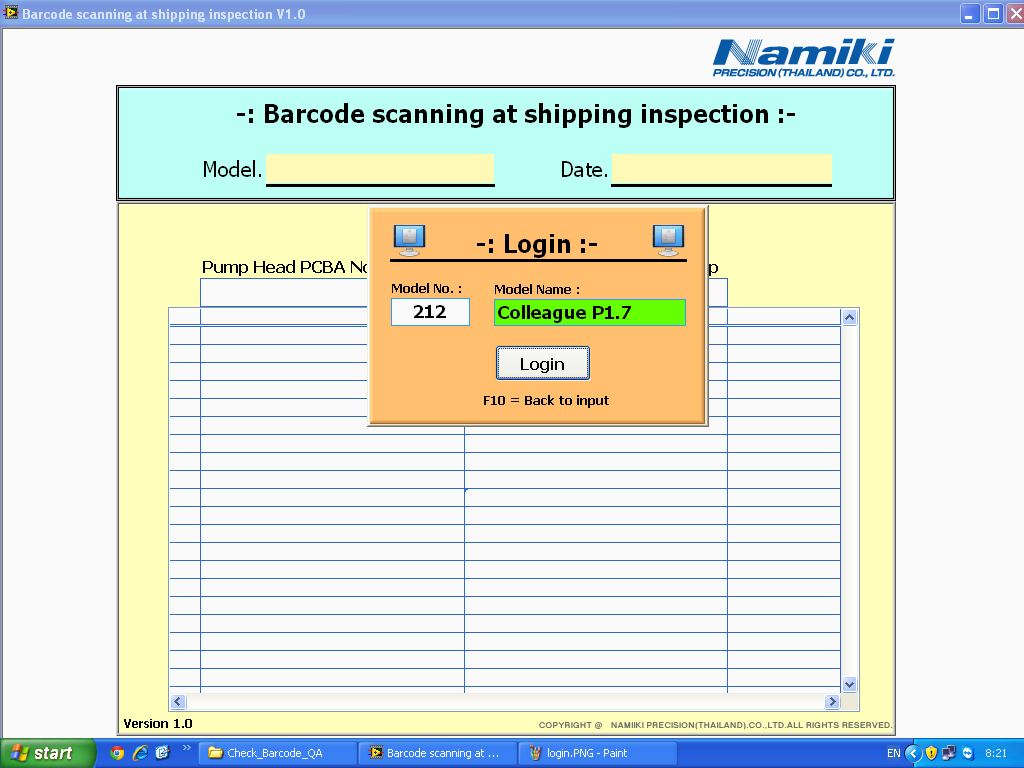 Barcode scanning at shipping inspection V1.0
Namiki
PRECISION (THAILAND) CO., LTD.
-: Barcode scanning at shipping inspection :-
Model.
Date.
-: Login :-
Pump Head PCBA No
p
Model No. :
Model Name :
212
Colleague P1.7
Login
F10 = Back to input
Version 1.0
COPYRIGHT @ NAMIIKI PRECISION(THAILAND).CO.,LTD.ALL RIGHTS RESERVED.
start
Check_Barcode_QA
Barcode scanning at ...
login.PNG - Paint
EN
8:21